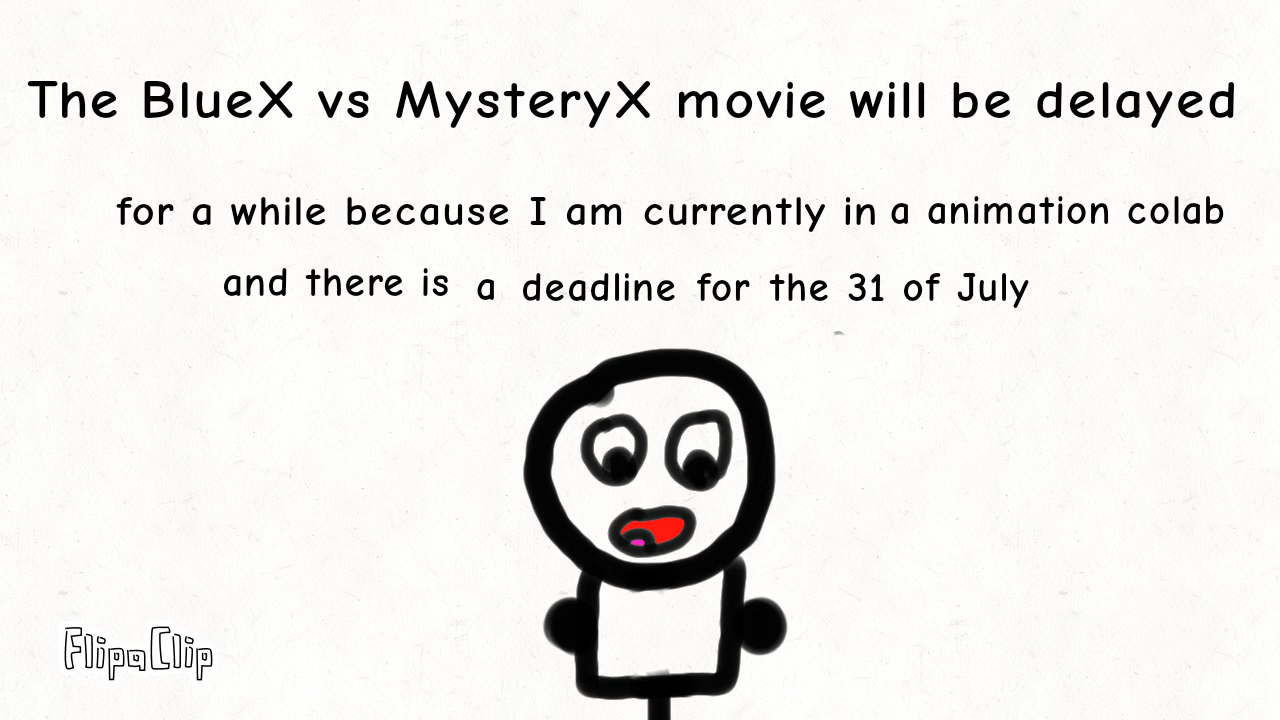 The BlueX vs MysteryX movie will be delayed
for a while because I am currently in a animation colab
and there is a deadline for the 31 of July
FlipaClip